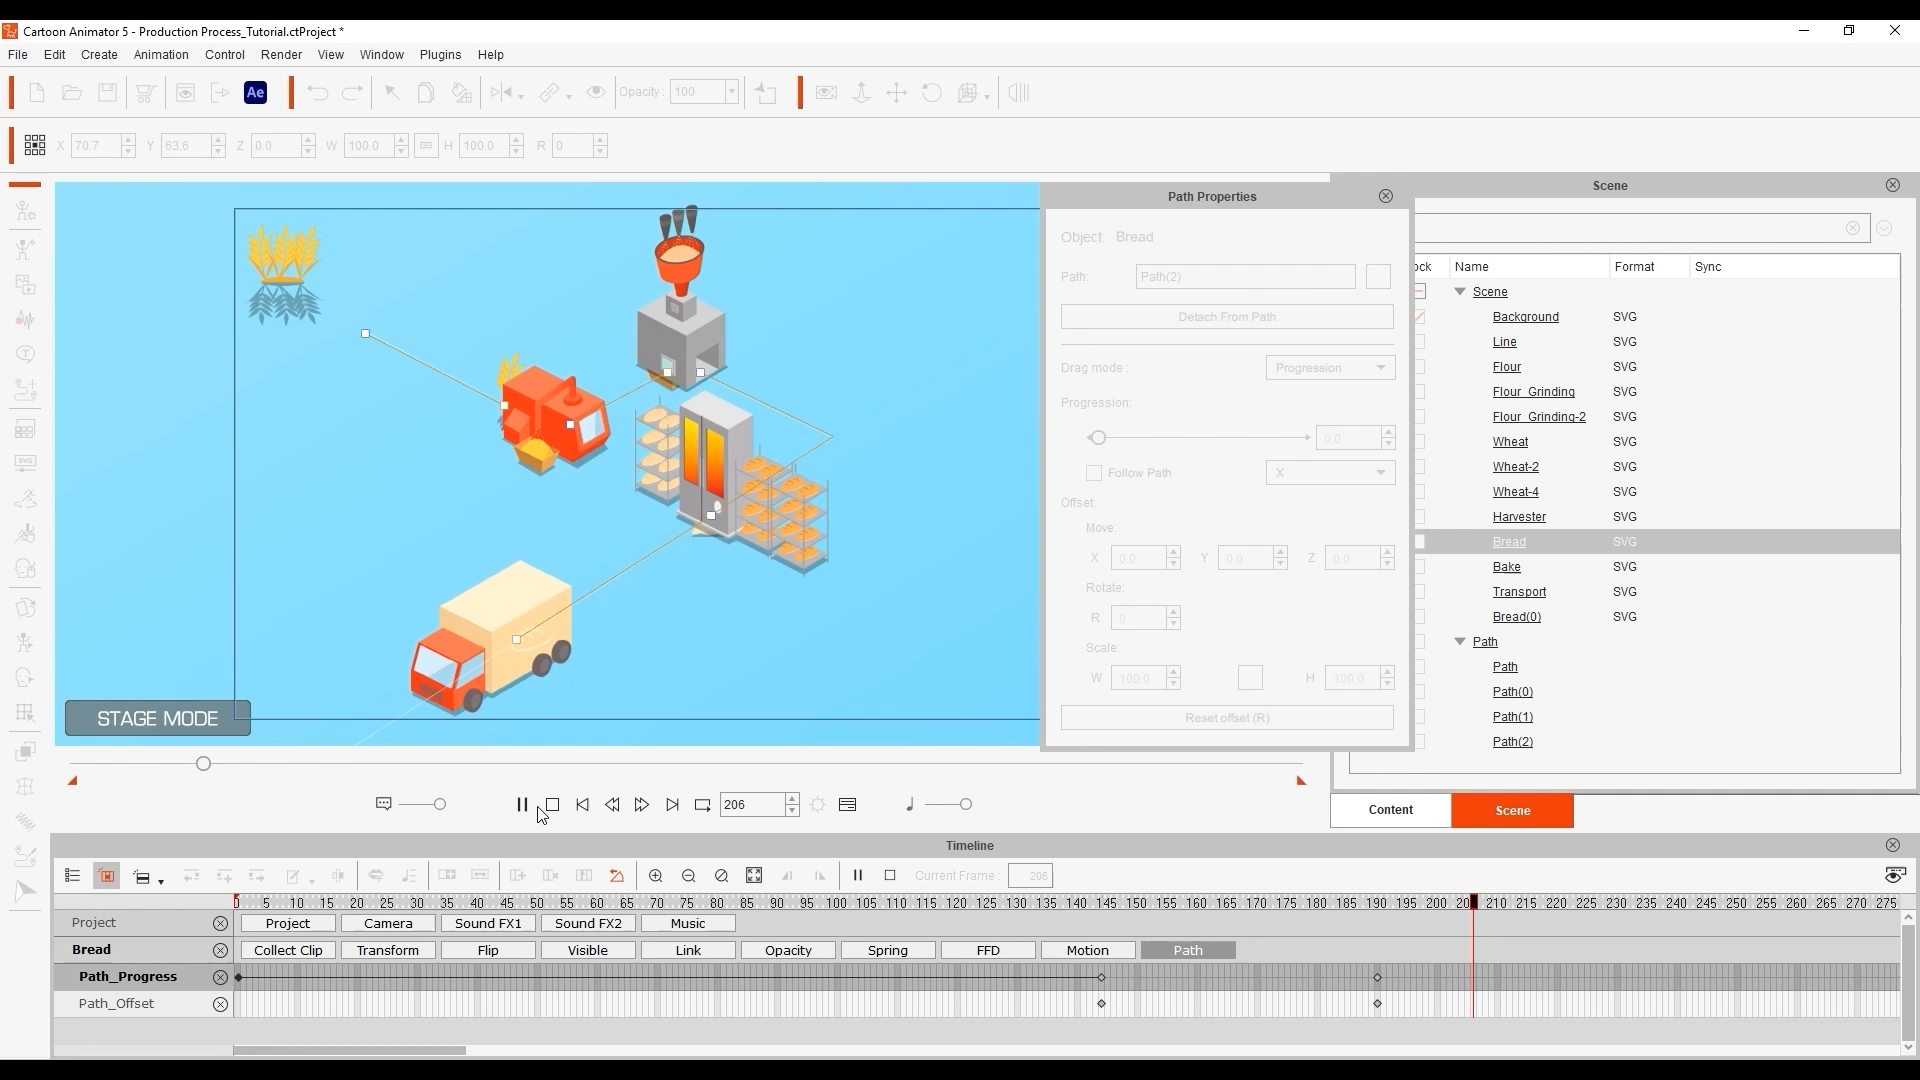 Cartoon Animator 5 - Production Process_Tutorial.ctProject *
File Edit Create Animation Control Render View Window Plugins Help
Ae Opacity : 100
X 70.7 Y 63.6 Z 0.0 W 100.0 H 100.0 R 0
STAGE MODE
Path Properties
Object: Bread
Path: Path(2)
Detach From Path
Drag mode : Progression
Progression:
0.0
Follow Path X
Offset:
Move:
X 0.0 Y 0.0 Z 0.0
Rotate:
R 0
Scale:
W 100.0 H 100.0
Reset offset (R)
Scene
ock Name Format Sync
Scene
Background SVG
Line SVG
Flour SVG
Flour_Grinding SVG
Flour_Grinding-2 SVG
Wheat SVG
Wheat-2 SVG
Wheat-4 SVG
Harvester SVG
Bread SVG
Bake SVG
Transport SVG
Bread(0) SVG
Path
Path
Path(0)
Path(1)
Path(2)
Content Scene
206
Timeline
Current Frame : 206
0 5 10 15 20 25 30 35 40 45 50 55 60 65 70 75 80 85 90 95 100 105 110 115 120 125 130 135 140 145 150 155 160 165 170 175 180 185 190 195 200 20 210 215 220 225 230 235 240 245 250 255 260 265 270 275
Project Project Camera Sound FX1 Sound FX2 Music
Bread Collect Clip Transform Flip Visible Link Opacity Spring FFD Motion Path
Path_Progress
Path_Offset